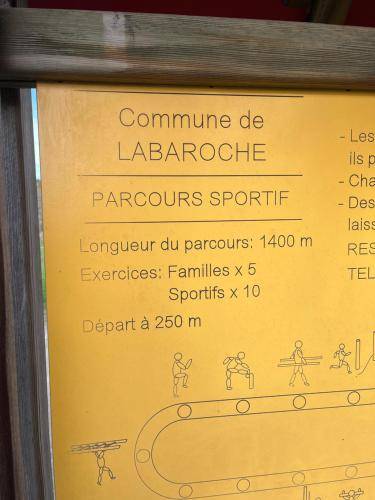 Commune de
LABAROCHE
PARCOURS SPORTIF
Longueur du parcours: 1400 m
Exercices: Familles x 5
Sportifs x 10
Départ à 250 m
- Les
ils p
- Cha
- Des
laiss
RES
TEL